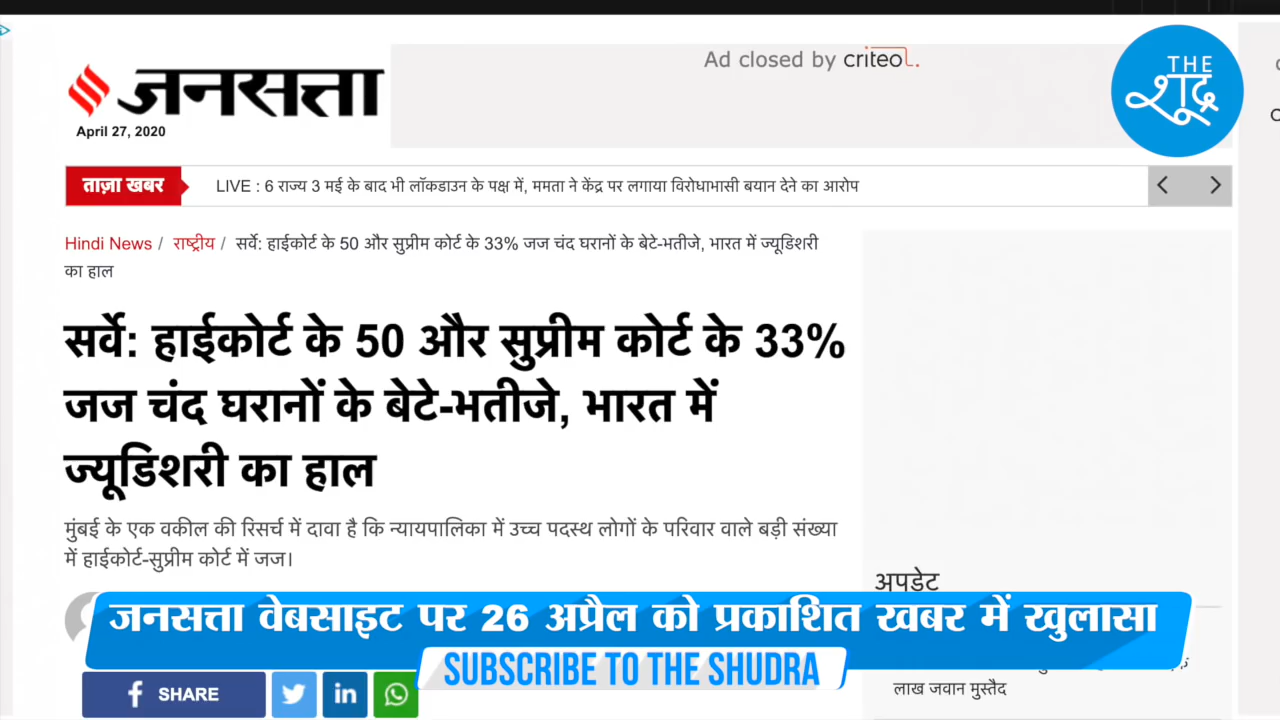 Ad closed by criteo.
THE
शूद्र
जनसत्ता
April 27, 2020
ताज़ा खबर
LIVE : 6 राज्य 3 मई के बाद भी लॉकडाउन के पक्ष में, ममता ने केंद्र पर लगाया विरोधाभासी बयान देने का आरोप
Hindi News / राष्ट्रीय / सर्वे: हाईकोर्ट के 50 और सुप्रीम कोर्ट के 33% जज चंद घरानों के बेटे-भतीजे, भारत में ज्यूडिशरी
का हाल
सर्वे: हाईकोर्ट के 50 और सुप्रीम कोर्ट के 33%
जज चंद घरानों के बेटे-भतीजे, भारत में
ज्यूडिशरी का हाल
मुंबई के एक वकील की रिसर्च में दावा है कि न्यायपालिका में उच्च पदस्थ लोगों के परिवार वाले बड़ी संख्या
में हाईकोर्ट-सुप्रीम कोर्ट में जज।
अपडेट
जनसत्ता वेबसाइट पर 26 अप्रैल को प्रकाशित खबर में खुलासा
SUBSCRIBE TO THE SHUDRA
लाख जवान मुस्तैद
SHARE